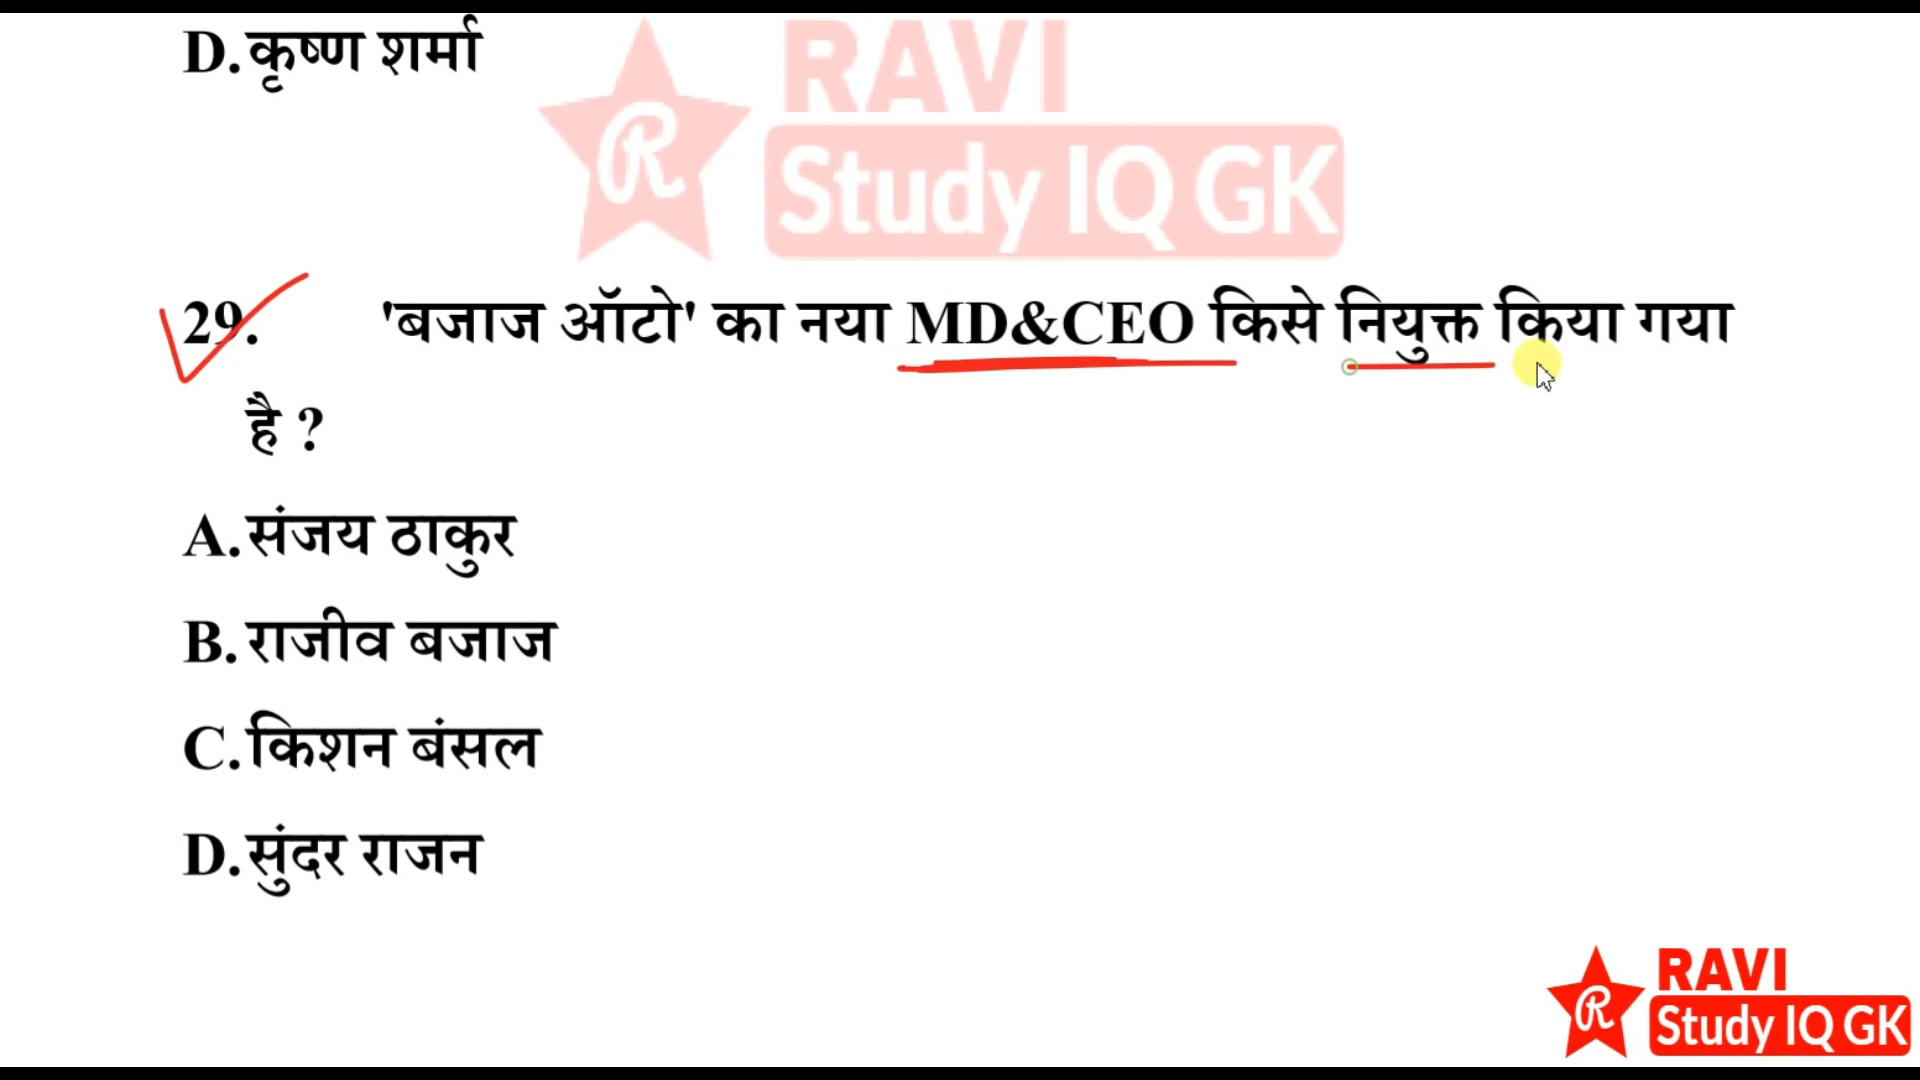 D. कृष्ण शर्मा
RAVI
R
Study IQ GK
29. 'बजाज ऑटो' का नया MD&CEO किसे नियुक्त किया गया
है ?
A. संजय ठाकुर
B. राजीव बजाज
C. किशन बंसल
D. सुंदर राजन
RAVI
R
Study IQ GK